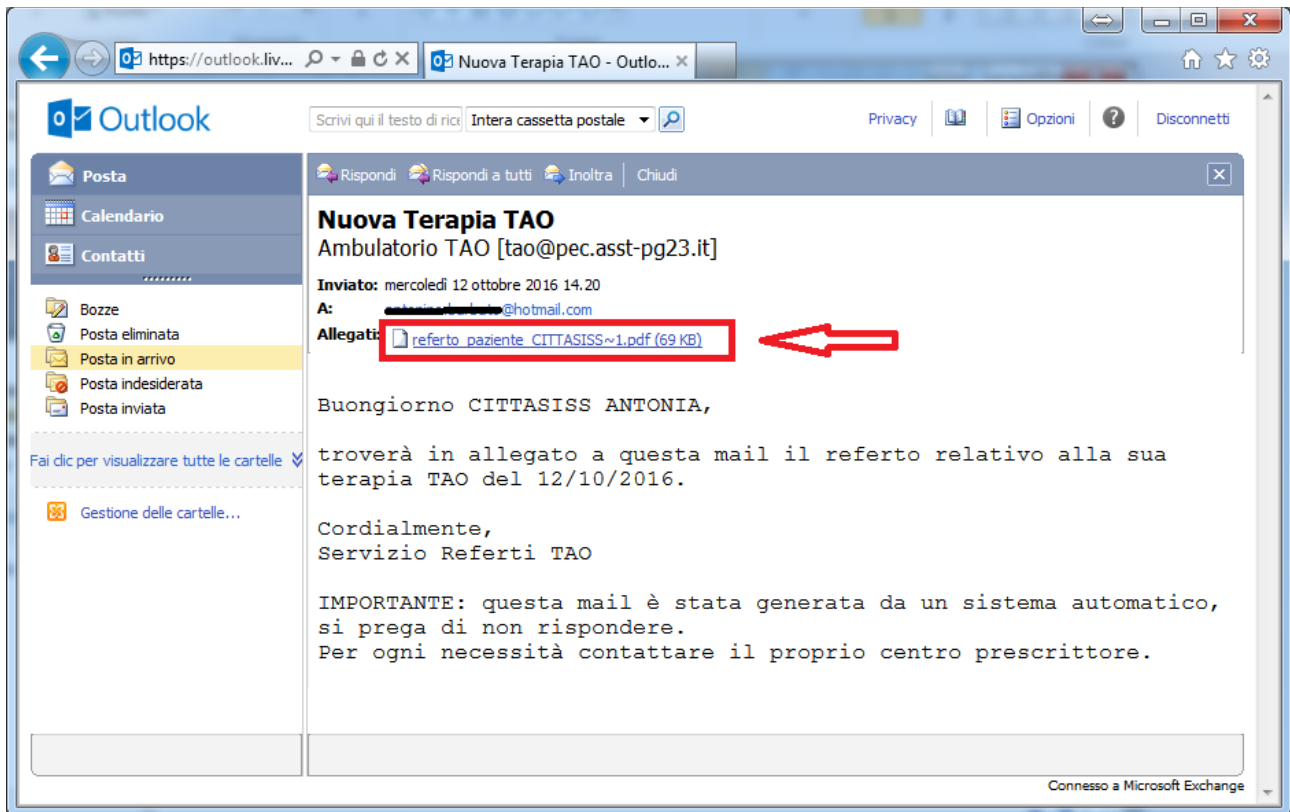 https://outlook.liv...
Nuova Terapia TAO - Outlo...
Outlook
Scrivi qui il testo di rice
Intera cassetta postale
Privacy
Opzioni
Disconnetti
Posta
Calendario
Contatti
Bozze
Posta eliminata
Posta in arrivo
Posta indesiderata
Posta inviata
Fai clic per visualizzare tutte le cartelle
Gestione delle cartelle...
Rispondi Rispondi a tutti Inoltra Chiudi
Nuova Terapia TAO
Ambulatorio TAO [tao@pec.asst-pg23.it]
Inviato: mercoledì 12 ottobre 2016 14.20
A: @hotmail.com
Allegati: referto_paziente_CITTASISS~1.pdf (69 KB)
Buongiorno CITTASISS ANTONIA,
troverà in allegato a questa mail il referto relativo alla sua
terapia TAO del 12/10/2016.
Cordialmente,
Servizio Referti TAO
IMPORTANTE: questa mail è stata generata da un sistema automatico,
si prega di non rispondere.
Per ogni necessità contattare il proprio centro prescrittore.
Connesso a Microsoft Exchange